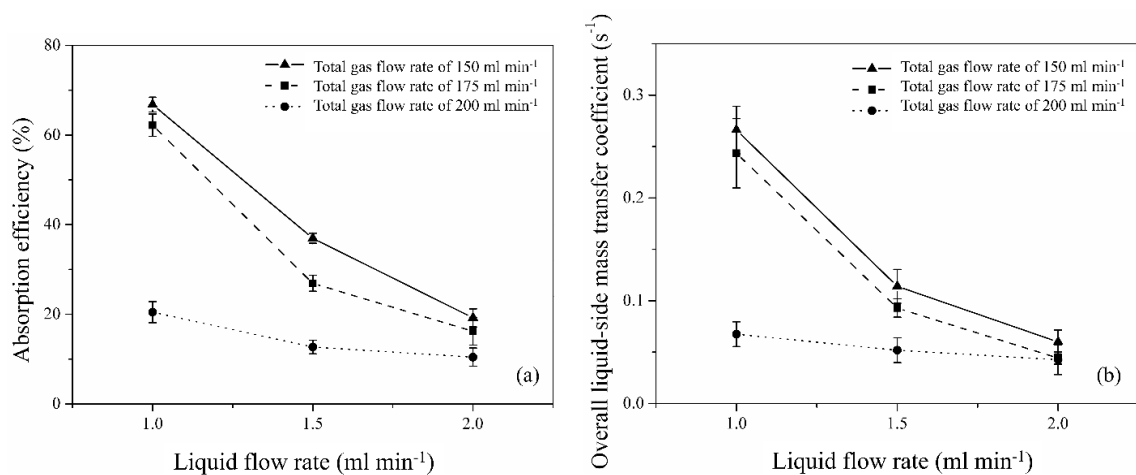 Absorption efficiency (%)
80
60
40
20
0
Total gas flow rate of 150 ml min⁻¹
Total gas flow rate of 175 ml min⁻¹
Total gas flow rate of 200 ml min⁻¹
(a)
1.0 1.5 2.0
Liquid flow rate (ml min⁻¹)
Overall liquid-side mass transfer coefficient (s⁻¹)
0.3
0.2
0.1
0.0
Total gas flow rate of 150 ml min⁻¹
Total gas flow rate of 175 ml min⁻¹
Total gas flow rate of 200 ml min⁻¹
(b)
1.0 1.5 2.0
Liquid flow rate (ml min⁻¹)